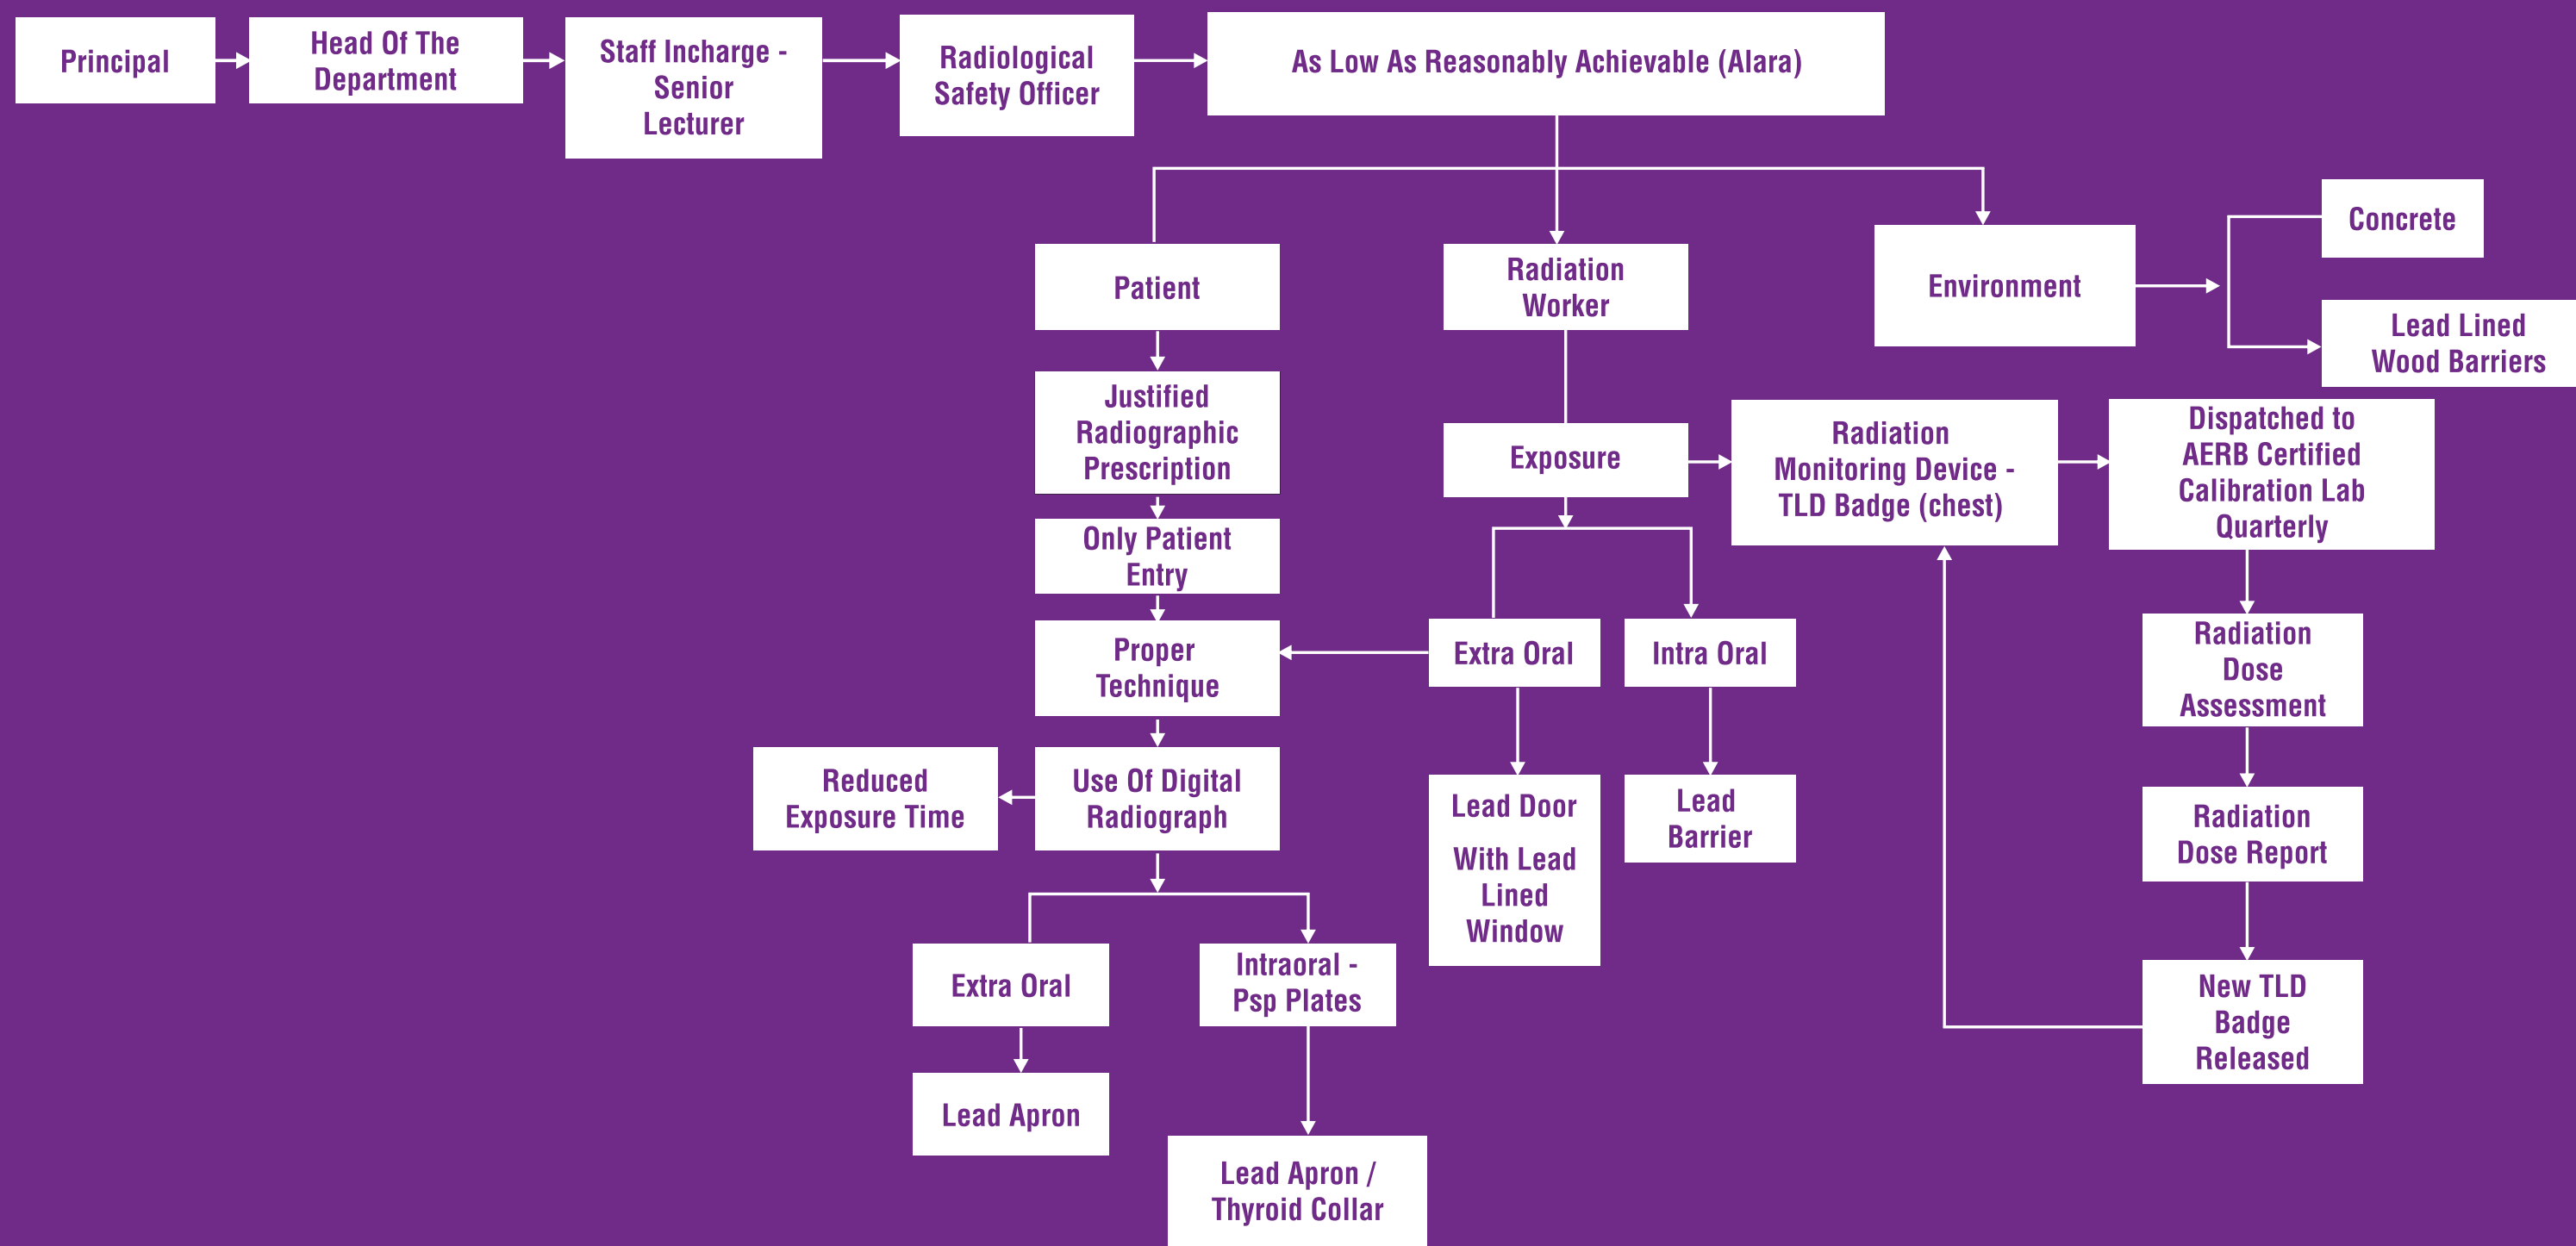 Principal
Head Of The
Department
Staff Incharge -
Senior
Lecturer
Radiological
Safety Officer
As Low As Reasonably Achievable (Alara)
Patient
Radiation
Worker
Environment
Concrete
Lead Lined
Wood Barriers
Justified
Radiographic
Prescription
Only Patient
Entry
Proper
Technique
Use Of Digital
Radiograph
Reduced
Exposure Time
Extra Oral
Lead Apron
Intraoral -
Psp Plates
Lead Apron /
Thyroid Collar
Exposure
Extra Oral
Intra Oral
Lead Door
With Lead
Lined
Window
Lead
Barrier
Radiation
Monitoring Device -
TLD Badge (chest)
Dispatched to
AERB Certified
Calibration Lab
Quarterly
Radiation
Dose
Assessment
Radiation
Dose Report
New TLD
Badge
Released